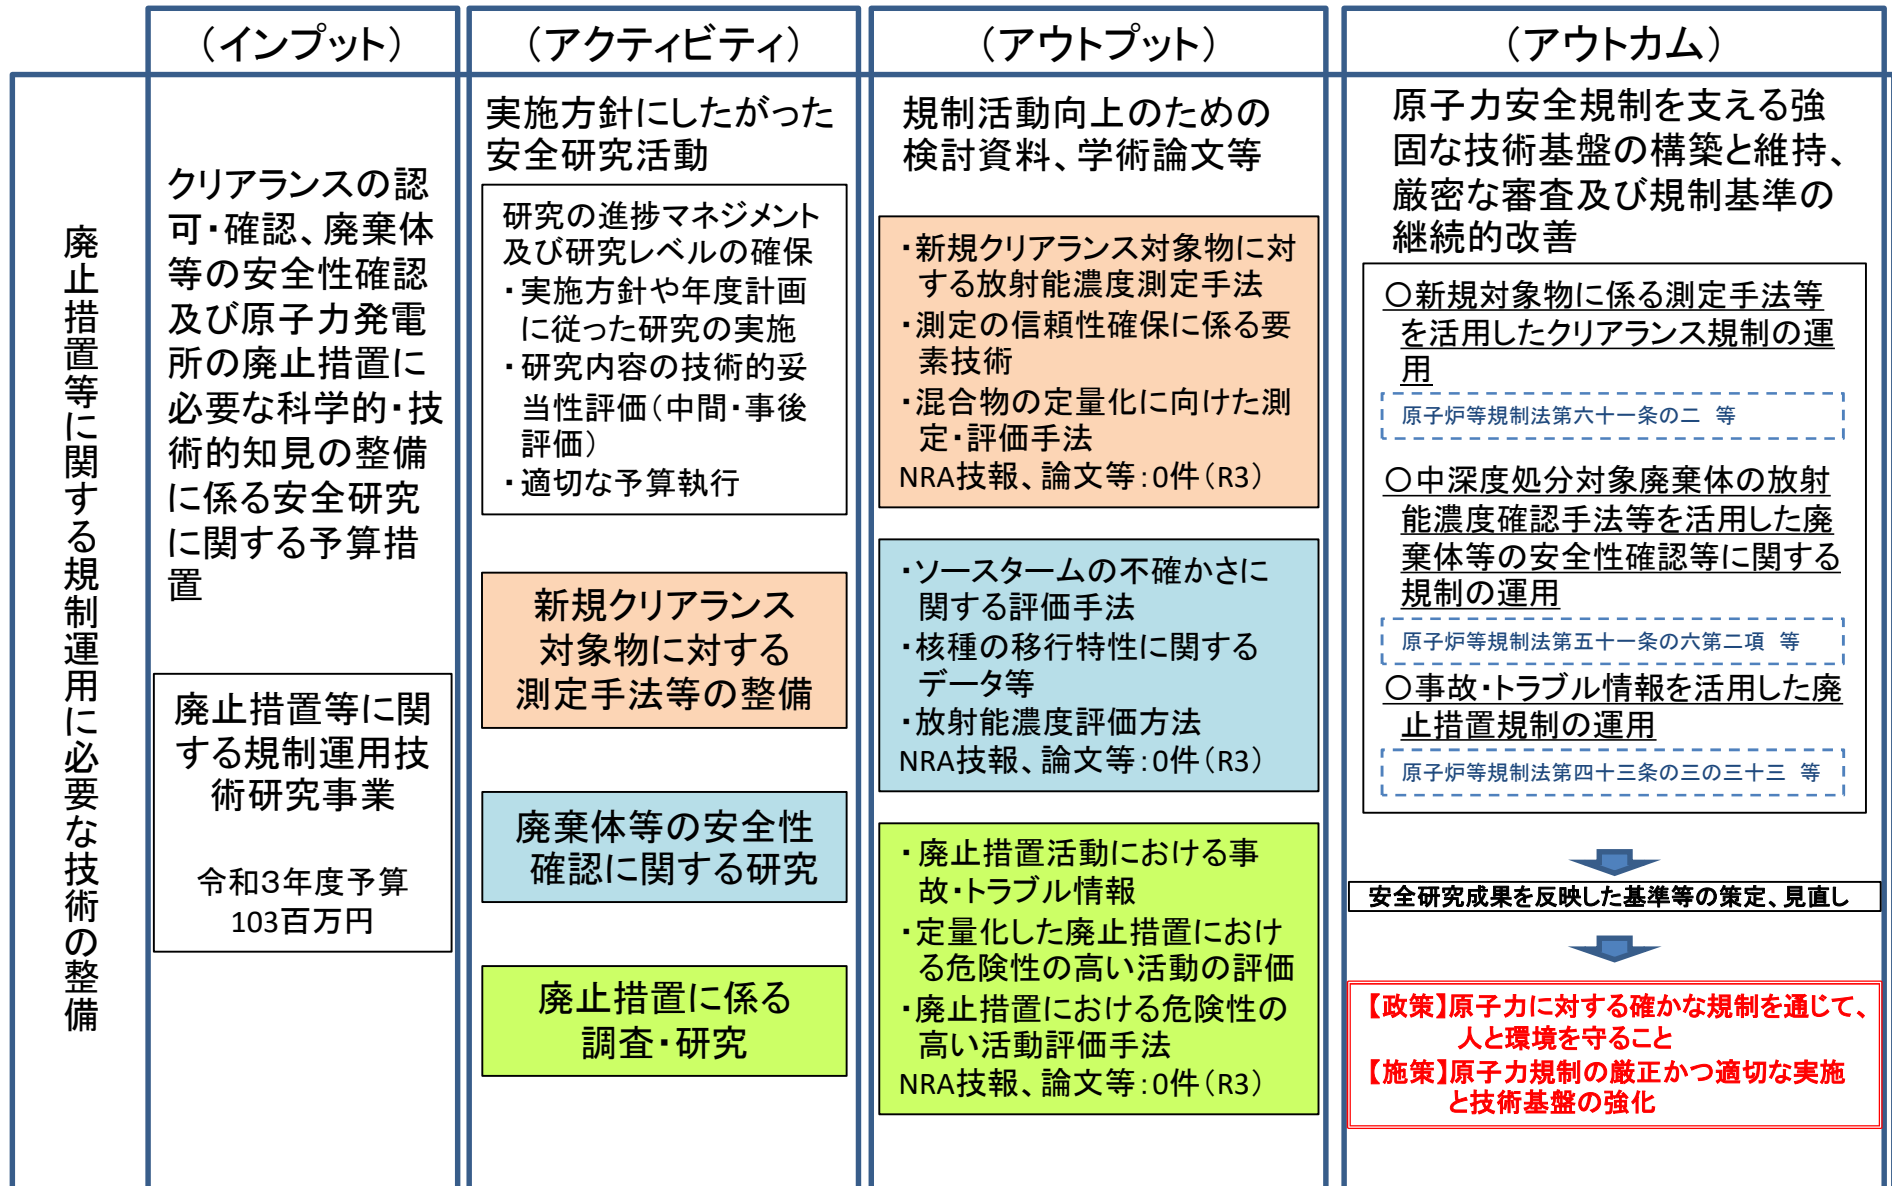 （インプット）
（アクティビティ）
（アウトプット）
（アウトカム）
廃止措置等に関する規制運用に必要な技術の整備
クリアランスの認
可・確認、廃棄体
等の安全性確認
及び原子力発電
所の廃止措置に
必要な科学的・技
術的知見の整備
に係る安全研究
に関する予算措
置
廃止措置等に関
する規制運用技
術研究事業
令和3年度予算
103百万円
実施方針にしたがった
安全研究活動
研究の進捗マネジメント
及び研究レベルの確保
・実施方針や年度計画
に従った研究の実施
・研究内容の技術的妥
当性評価（中間・事後
評価）
・適切な予算執行
新規クリアランス
対象物に対する
測定手法等の整備
廃棄体等の安全性
確認に関する研究
廃止措置に係る
調査・研究
規制活動向上のための
検討資料、学術論文等
・新規クリアランス対象物に対
する放射能濃度測定手法
・測定の信頼性確保に係る要
素技術
・混合物の定量化に向けた測
定・評価手法
NRA技報、論文等：0件（R3）
・ソースタームの不確かさに
関する評価手法
・核種の移行特性に関する
データ等
・放射能濃度評価方法
NRA技報、論文等：0件（R3）
・廃止措置活動における事
故・トラブル情報
・定量化した廃止措置におけ
る危険性の高い活動の評価
・廃止措置における危険性の
高い活動評価手法
NRA技報、論文等：0件（R3）
原子力安全規制を支える強
固な技術基盤の構築と維持、
厳密な審査及び規制基準の
継続的改善
○新規対象物に係る測定手法等
を活用したクリアランス規制の運
用
原子炉等規制法第六十一条の二 等
○中深度処分対象廃棄体の放射
能濃度確認手法等を活用した廃
棄体等の安全性確認等に関する
規制の運用
原子炉等規制法第五十一条の六第二項 等
○事故・トラブル情報を活用した廃
止措置規制の運用
原子炉等規制法第四十三条の三の三十三 等
安全研究成果を反映した基準等の策定、見直し
【政策】原子力に対する確かな規制を通じて、
人と環境を守ること
【施策】原子力規制の厳正かつ適切な実施
と技術基盤の強化